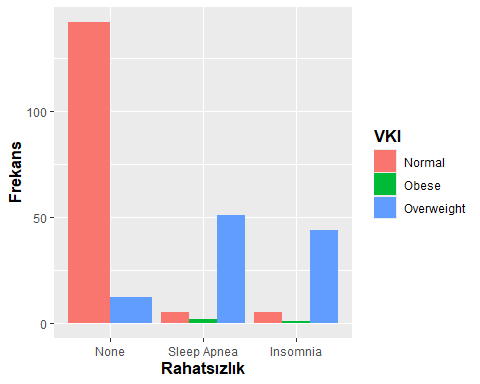 Frekans
100
50
0
None
Sleep Apnea
Insomnia
Rahatsızlık
VKI
Normal
Obese
Overweight